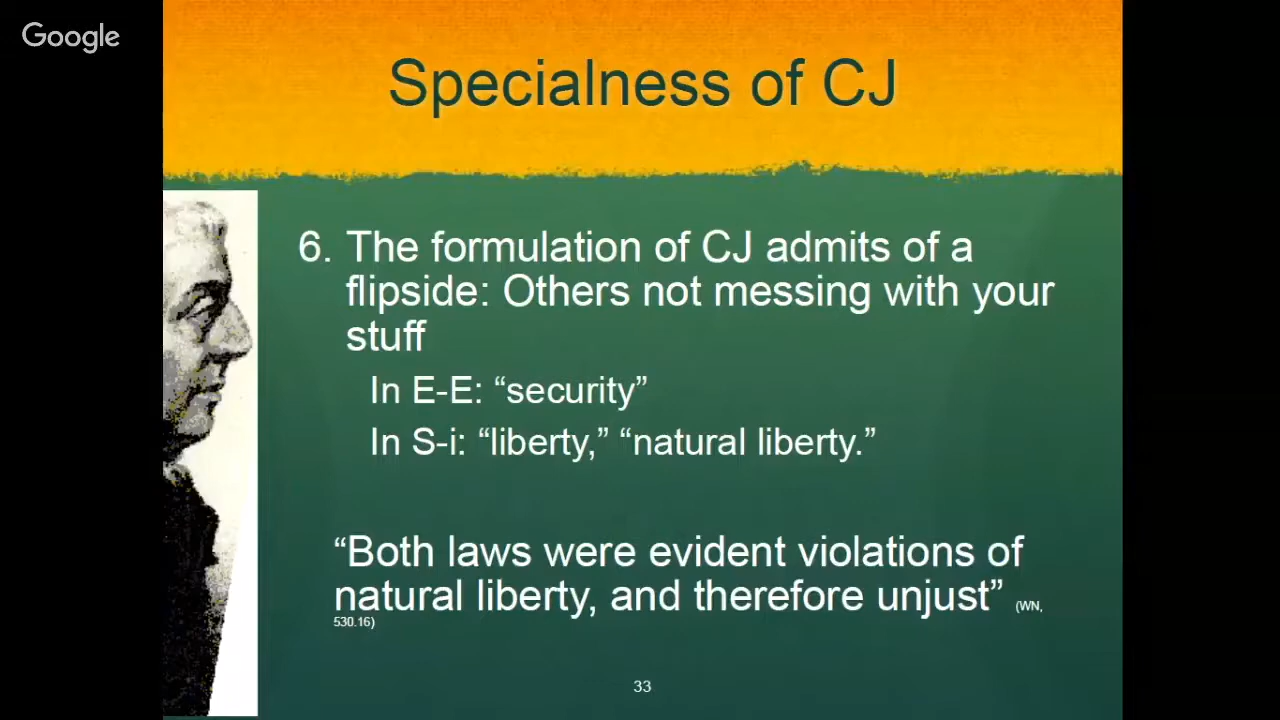 Google
Specialness of CJ
6. The formulation of CJ admits of a
flipside: Others not messing with your
stuff
In E-E: “security”
In S-i: “liberty,” “natural liberty.”
“Both laws were evident violations of
natural liberty, and therefore unjust” (WN,
530.16)
33